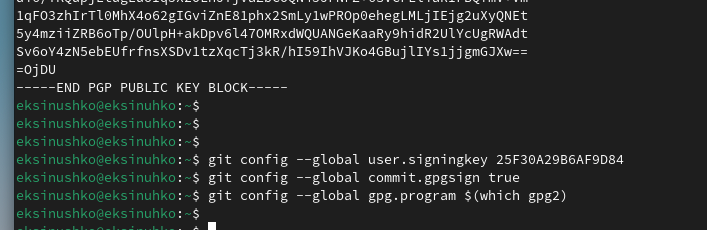 1qFO3zhIrTl0MhX4o62gIGviZnE81phx2SmLy1wPROp0ehegLMLjIEjg2uXyQNEt
5y4mziiZRB6oTp/OUlpH+akDpv6l47OMRxdWQUANGeKaaRy9hidR2UlYcUgRWAdt
Sv6oY4zN5ebEUfrfnsXSDv1tzXqcTj3kR/hI59IhVJKo4GBujlIYs1jjgmGJXw==
=OjDU
-----END PGP PUBLIC KEY BLOCK-----
eksinushko@eksinuhko:~$
eksinushko@eksinuhko:~$
eksinushko@eksinuhko:~$
eksinushko@eksinuhko:~$ git config --global user.signingkey 25F30A29B6AF9D84
eksinushko@eksinuhko:~$ git config --global commit.gpgsign true
eksinushko@eksinuhko:~$ git config --global gpg.program $(which gpg2)
eksinushko@eksinuhko:~$
eksinushko@eksinuhko:~$